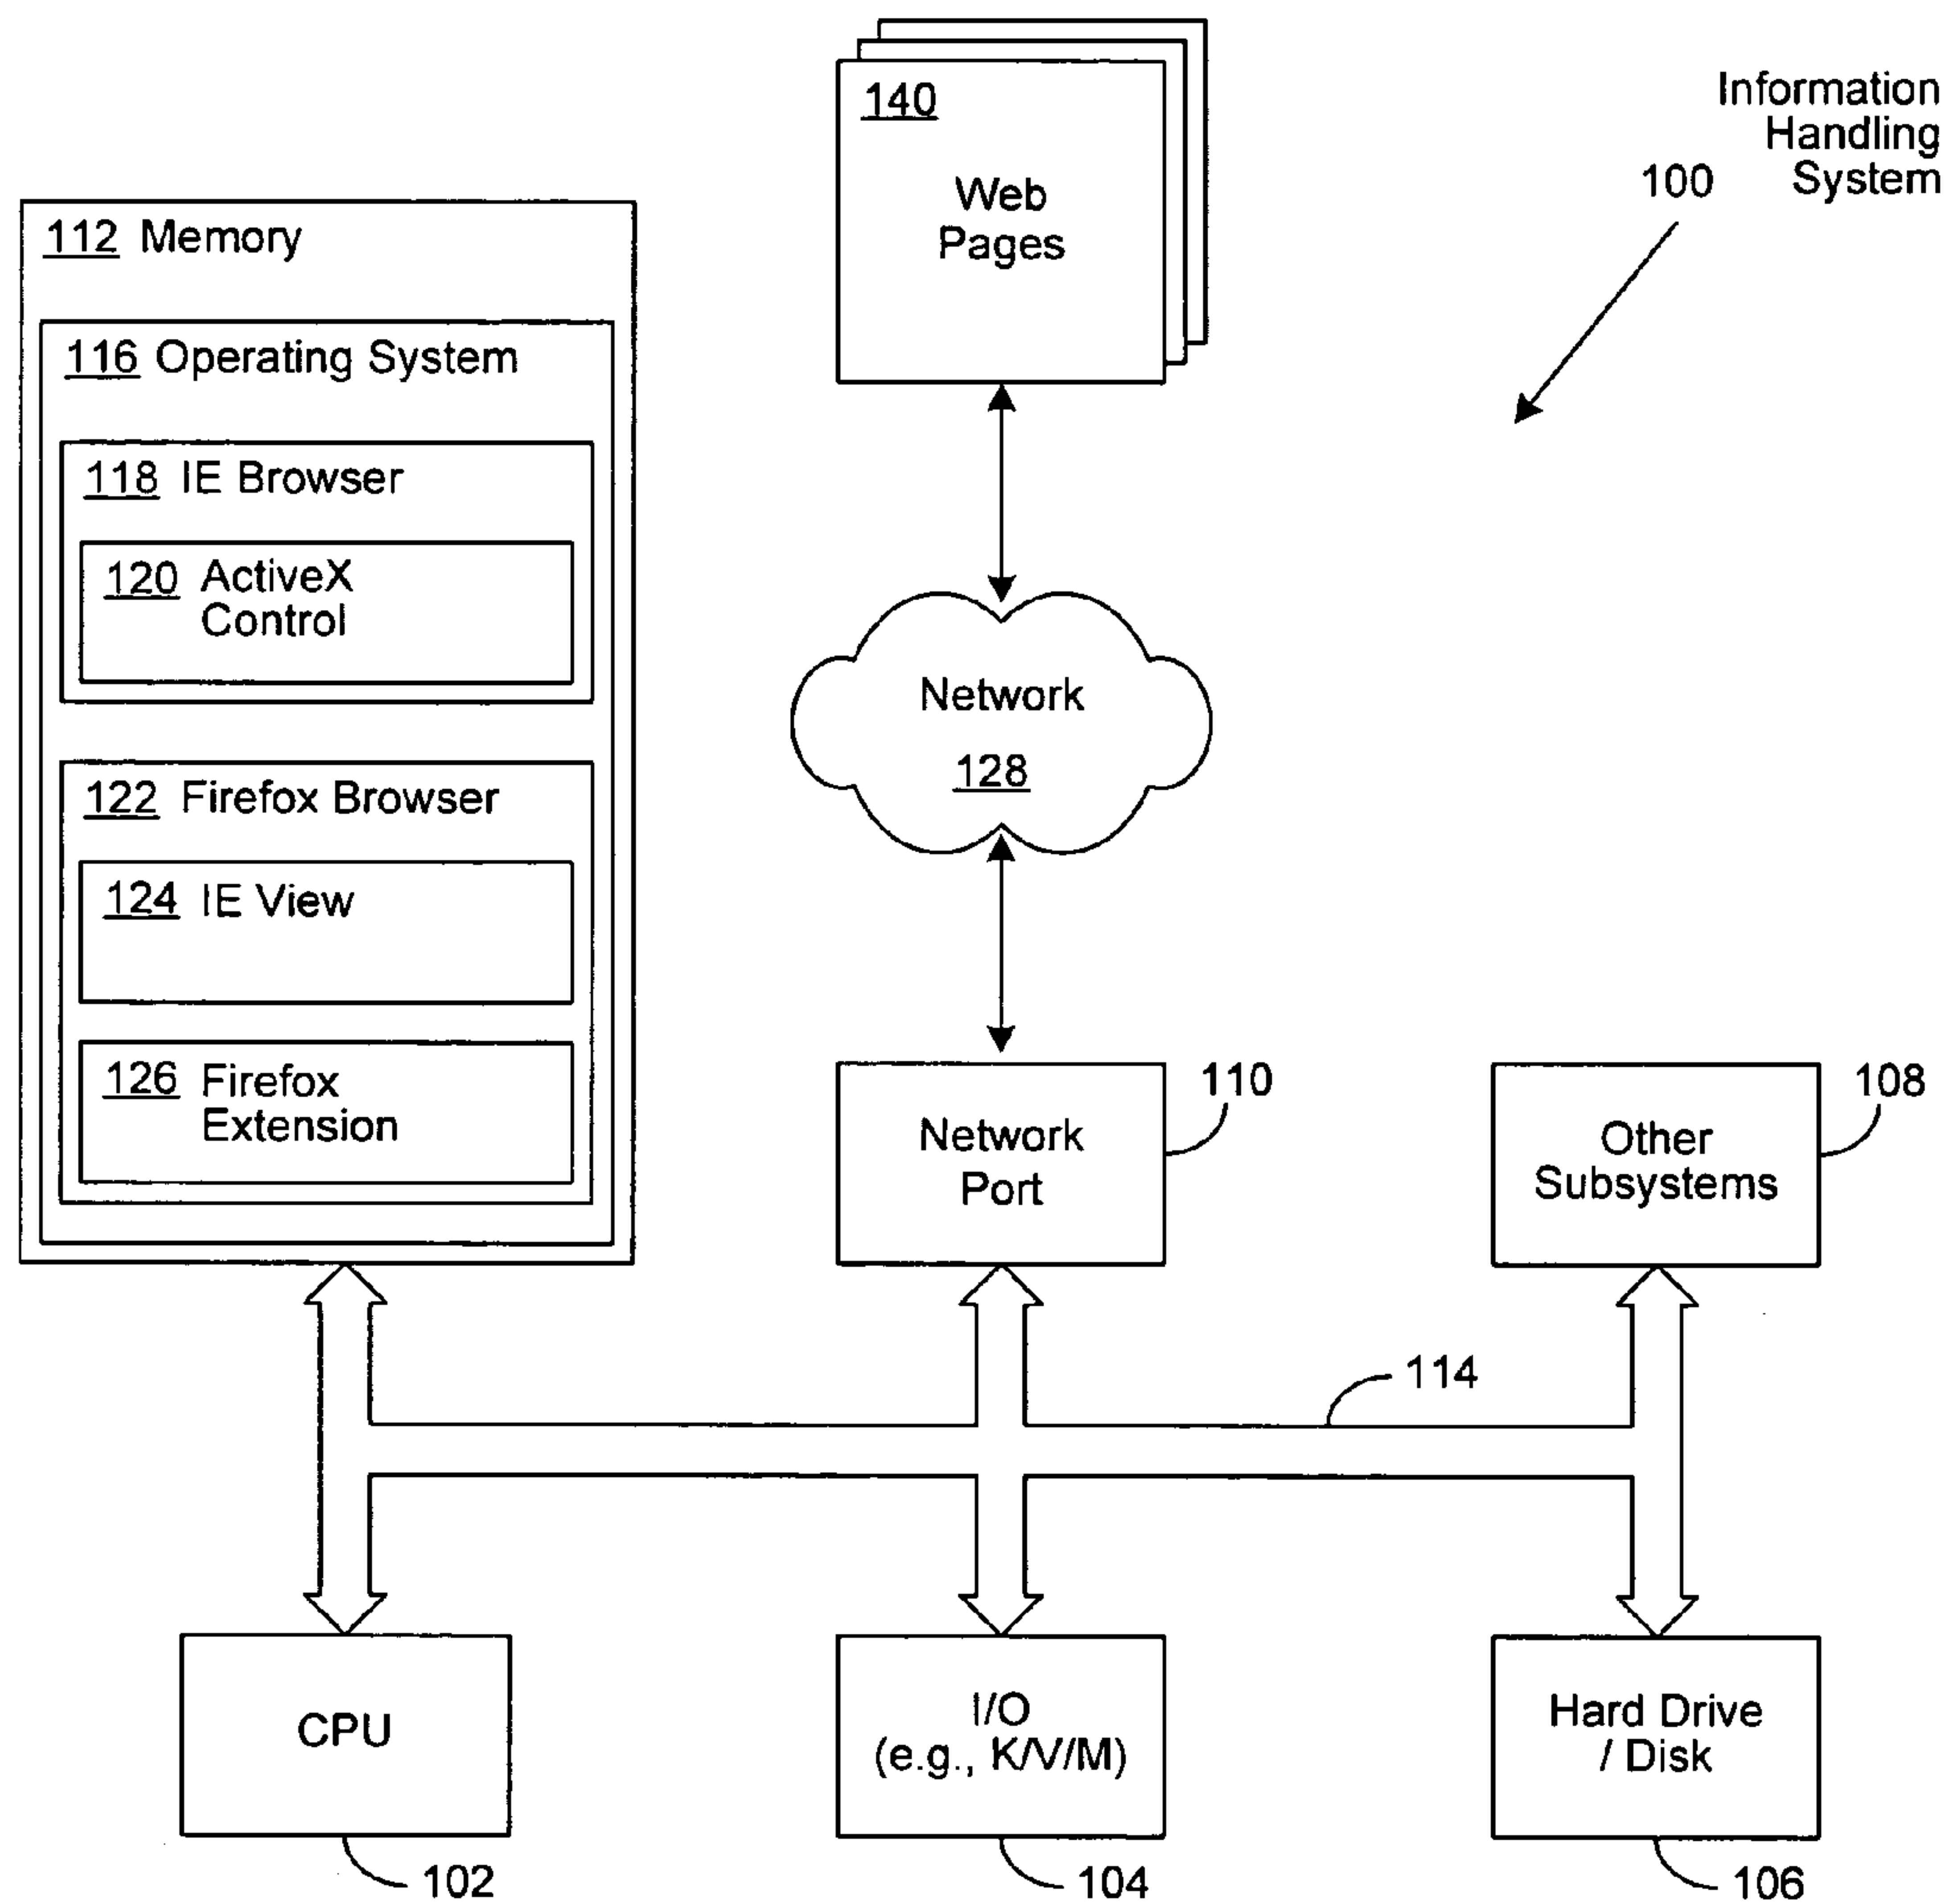 Information
Handling
System
100
140
Web
Pages
112 Memory
116 Operating System
118 IE Browser
120 ActiveX
Control
122 Firefox Browser
124 IE View
126 Firefox
Extension
Network
128
Network
Port
110
Other
Subsystems
108
114
CPU
102
I/O
(e.g., K/V/M)
104
Hard Drive
/ Disk
106